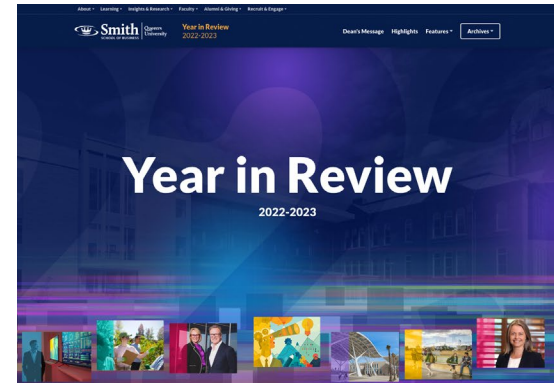 About Learning Insights & Research Faculty Alumni & Giving Recruit & Engage
Smith
SCHOOL OF BUSINESS
Queen's
University
Year in Review
2022-2023
Dean's Message Highlights Features Archives
Year in Review
2022-2023